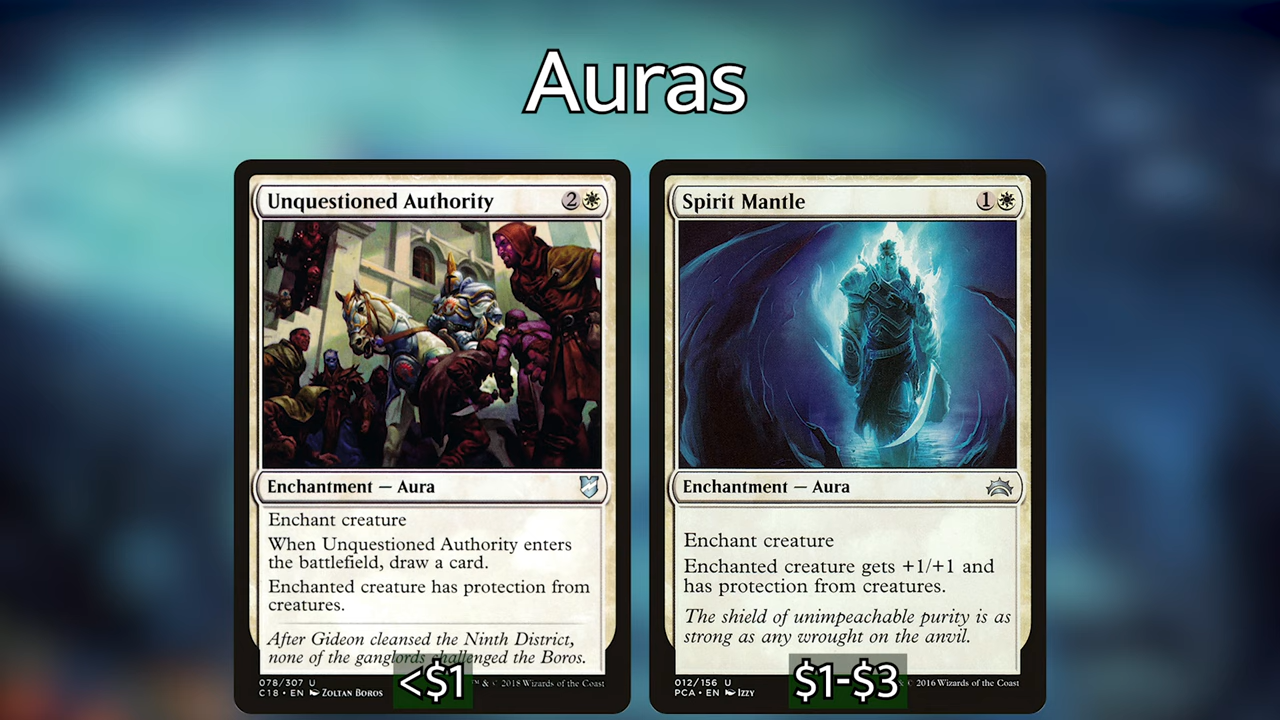 Auras
Unquestioned Authority 2
Enchantment — Aura
Enchant creature
When Unquestioned Authority enters
the battlefield, draw a card.
Enchanted creature has protection from
creatures.
After Gideon cleansed the Ninth District,
none of the ganglords challenged the Boros.
078/307 U
C18 • EN Zoltan Boros
™ & © 2018 Wizards of the Coast
<$1
Spirit Mantle 1
Enchantment — Aura
Enchant creature
Enchanted creature gets +1/+1 and
has protection from creatures.
The shield of unimpeachable purity is as
strong as any wrought on the anvil.
012/156 U
PCA • EN Izzy
& © 2016 Wizards of the Coast
$1-$3